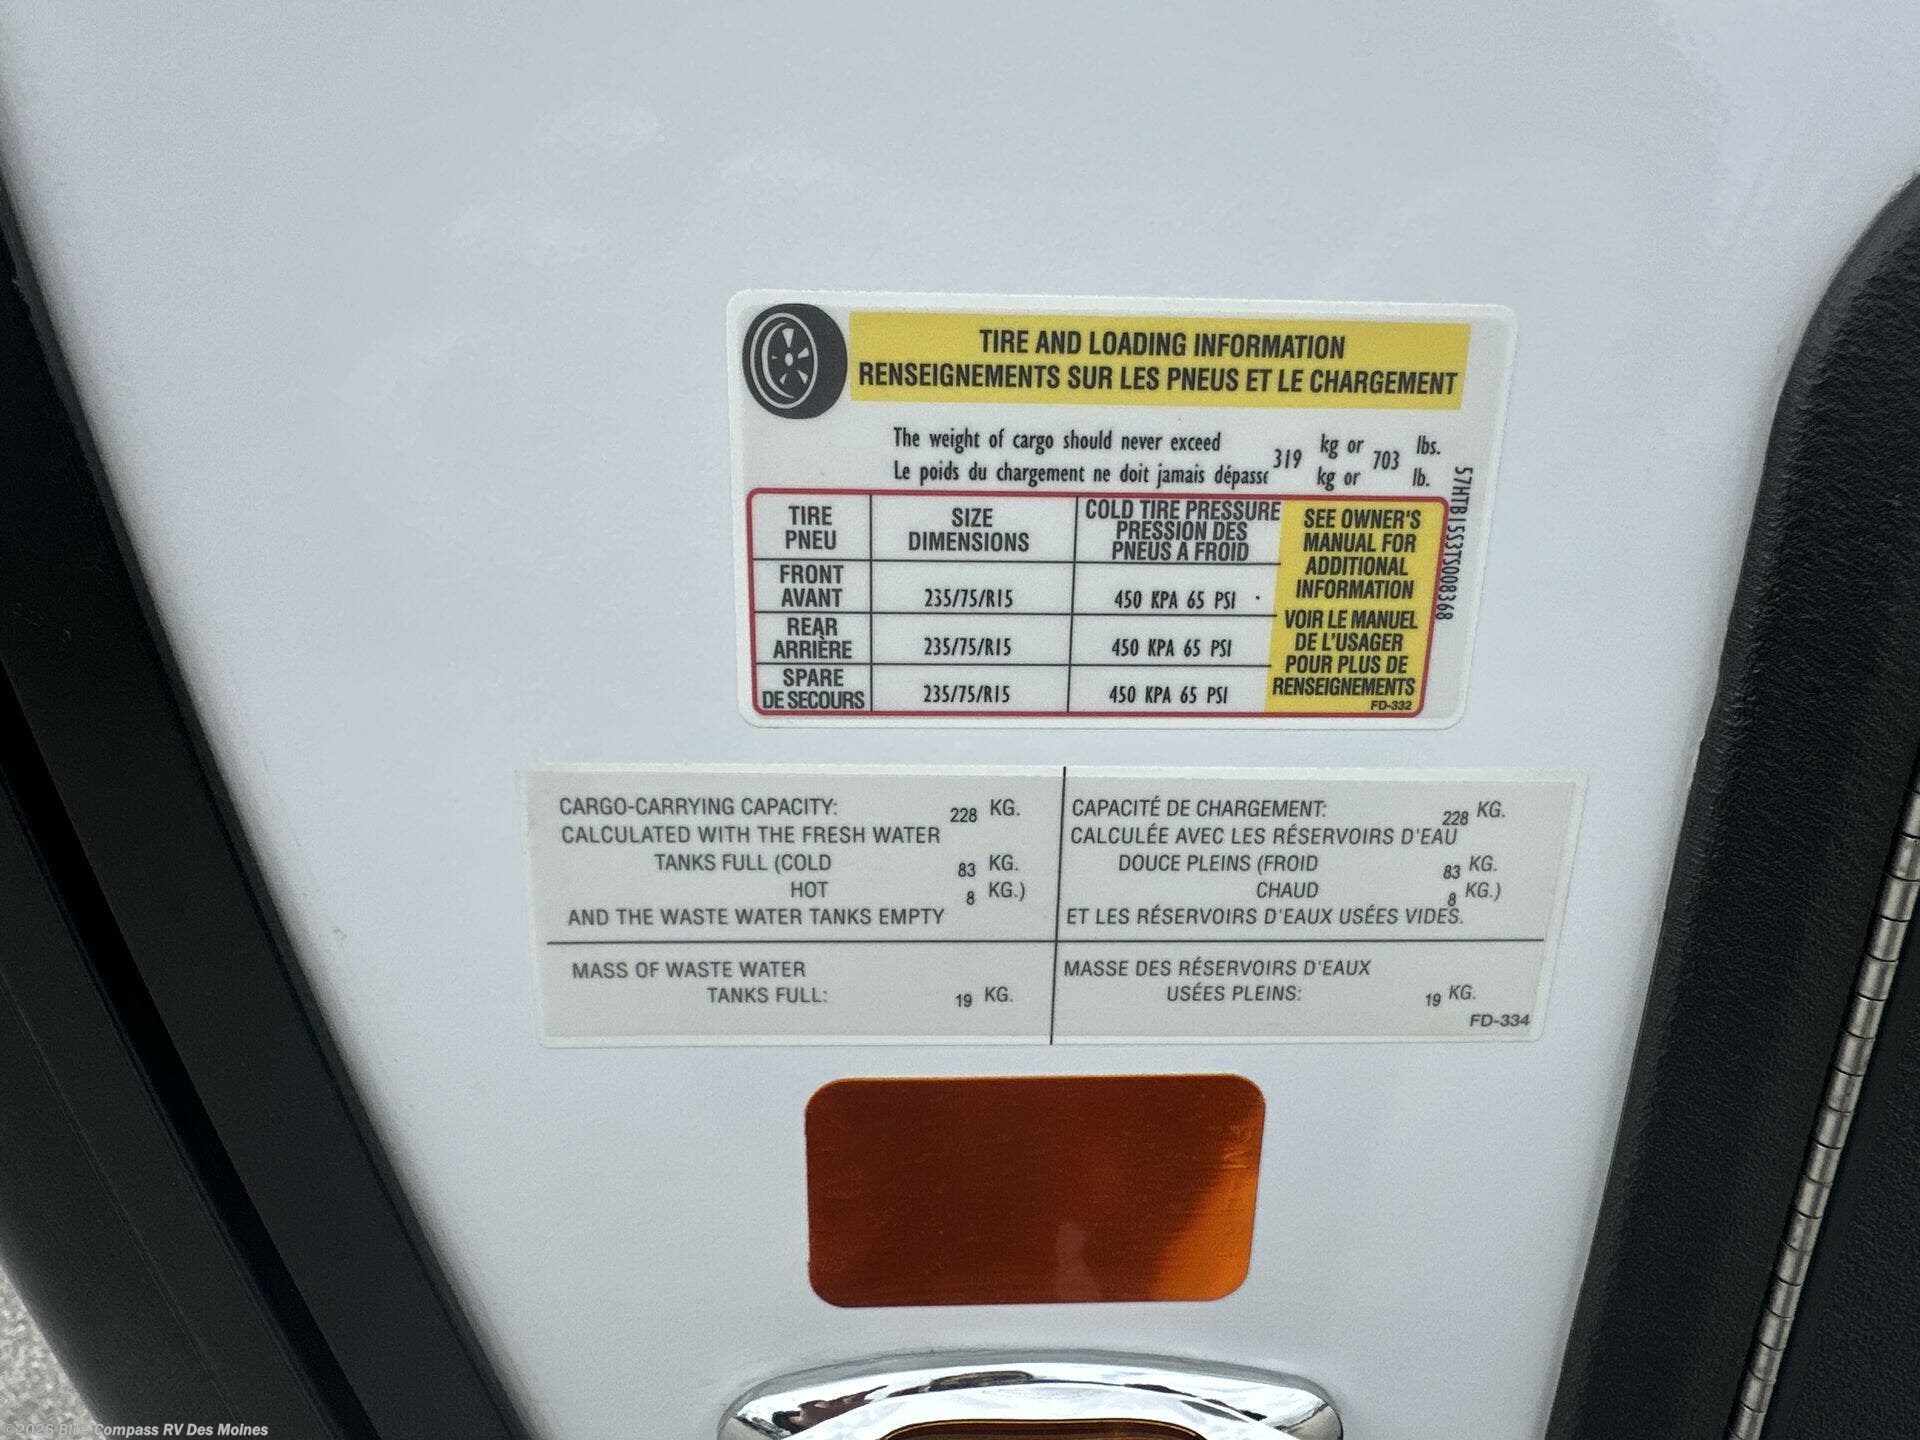 TIRE AND LOADING INFORMATION
RENSEIGNEMENTS SUR LES PNEUS ET LE CHARGEMENT
The weight of cargo should never exceed 319 kg or 703 lbs.
Le poids du chargement ne doit jamais dépasse kg or lb.
TIRE
PNEU
SIZE
DIMENSIONS
COLD TIRE PRESSURE
PRESSION DES
PNEUS A FROID
FRONT
AVANT
235/75/R15
450 KPA 65 PSI
REAR
ARRIÈRE
235/75/R15
450 KPA 65 PSI
SPARE
DE SECOURS
235/75/R15
450 KPA 65 PSI
SEE OWNER'S
MANUAL FOR
ADDITIONAL
INFORMATION
VOIR LE MANUEL
DE L'USAGER
POUR PLUS DE
RENSEIGNEMENTS
FD-332
57HTB1553TS008368
CARGO-CARRYING CAPACITY: 228 KG.
CALCULATED WITH THE FRESH WATER
TANKS FULL (COLD 83 KG.
HOT 8 KG.)
AND THE WASTE WATER TANKS EMPTY
CAPACITÉ DE CHARGEMENT: 228 KG.
CALCULÉE AVEC LES RÉSERVOIRS D'EAU
DOUCE PLEINS (FROID 83 KG.
CHAUD 8 KG.)
ET LES RÉSERVOIRS D'EAUX USÉES VIDES.
MASS OF WASTE WATER
TANKS FULL: 19 KG.
MASSE DES RÉSERVOIRS D'EAUX
USÉES PLEINS: 19 KG.
FD-334
©2026 Blue Compass RV Des Moines